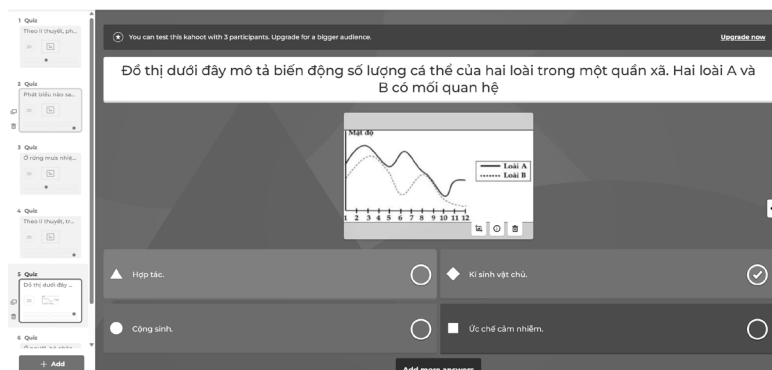 1 Quiz
Theo lí thuyết, ph...
2 Quiz
Phát biểu nào sa...
3 Quiz
Ở rừng mưa nhiệ...
4 Quiz
Theo lí thuyết, tr...
5 Quiz
Đồ thị dưới đây ...
6 Quiz
+ Add
You can test this kahoot with 3 participants. Upgrade for a bigger audience.
Upgrade now
Đồ thị dưới đây mô tả biến động số lượng cá thể của hai loài trong một quần xã. Hai loài A và
B có mối quan hệ
Mật độ
Loài A
Loài B
1 2 3 4 5 6 7 8 9 10 11 12
Hợp tác.
Kí sinh vật chủ.
Cộng sinh.
Ức chế cảm nhiễm.
Add more answers